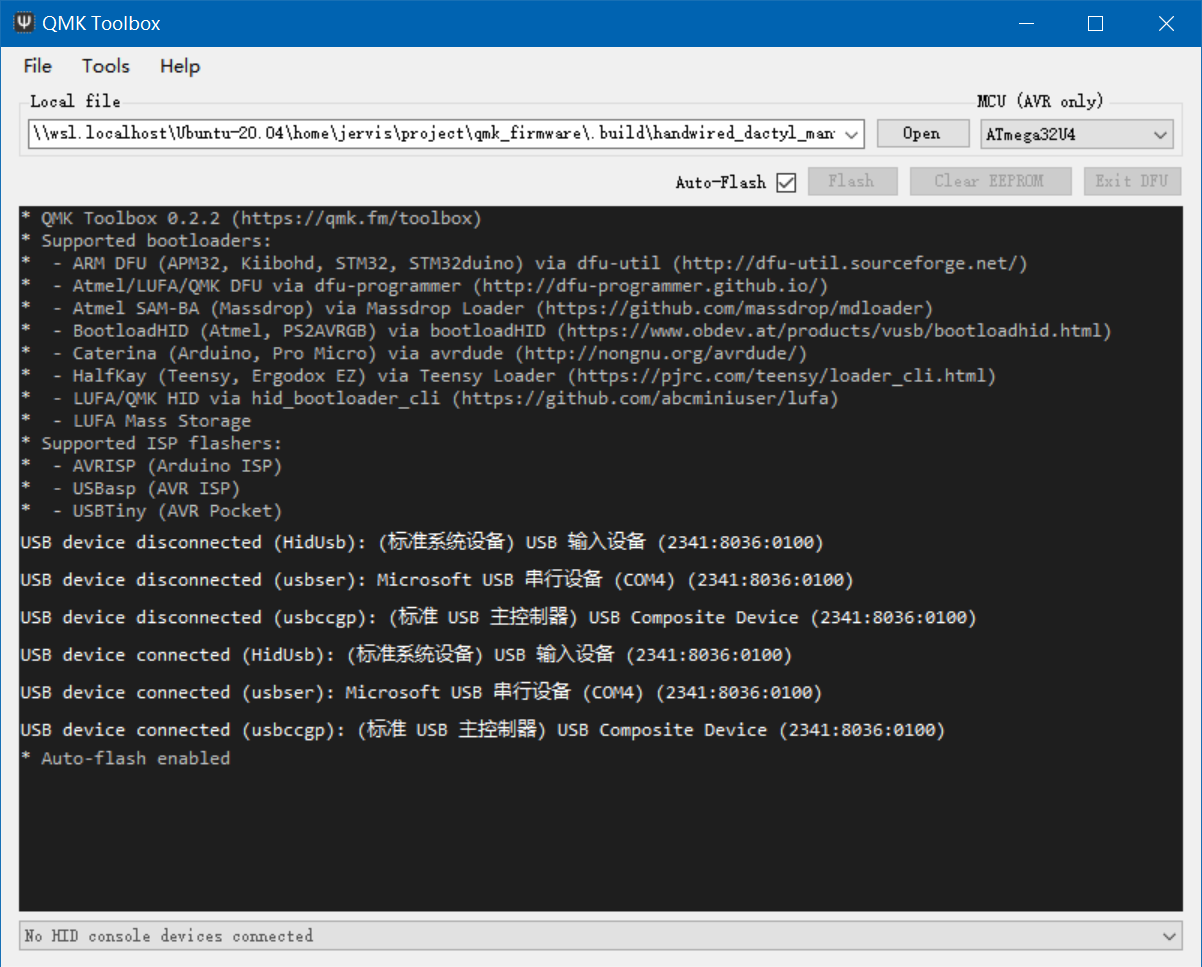 QMK Toolbox
File Tools Help
Local file
MCU (AVR only)
\\wsl.localhost\Ubuntu-20.04\home\jervis\project\qmk_firmware\.build\handwired_dactyl_man
Open
ATmega32U4
Auto-Flash
Flash
Clear EEPROM
Exit DFU
* QMK Toolbox 0.2.2 (https://qmk.fm/toolbox)
* Supported bootloaders:
*  - ARM DFU (APM32, Kiibohd, STM32, STM32duino) via dfu-util (http://dfu-util.sourceforge.net/)
*  - Atmel/LUFA/QMK DFU via dfu-programmer (http://dfu-programmer.github.io/)
*  - Atmel SAM-BA (Massdrop) via Massdrop Loader (https://github.com/massdrop/mdloader)
*  - BootloadHID (Atmel, PS2AVRGB) via bootloadHID (https://www.obdev.at/products/vusb/bootloadhid.html)
*  - Caterina (Arduino, Pro Micro) via avrdude (http://nongnu.org/avrdude/)
*  - HalfKay (Teensy, Ergodox EZ) via Teensy Loader (https://pjrc.com/teensy/loader_cli.html)
*  - LUFA/QMK HID via hid_bootloader_cli (https://github.com/abcminiuser/lufa)
*  - LUFA Mass Storage
* Supported ISP flashers:
*  - AVRISP (Arduino ISP)
*  - USBasp (AVR ISP)
*  - USBTiny (AVR Pocket)
USB device disconnected (HidUsb): (标准系统设备) USB 输入设备 (2341:8036:0100)
USB device disconnected (usbser): Microsoft USB 串行设备 (COM4) (2341:8036:0100)
USB device disconnected (usbccgp): (标准 USB 主控制器) USB Composite Device (2341:8036:0100)
USB device connected (HidUsb): (标准系统设备) USB 输入设备 (2341:8036:0100)
USB device connected (usbser): Microsoft USB 串行设备 (COM4) (2341:8036:0100)
USB device connected (usbccgp): (标准 USB 主控制器) USB Composite Device (2341:8036:0100)
* Auto-flash enabled
No HID console devices connected